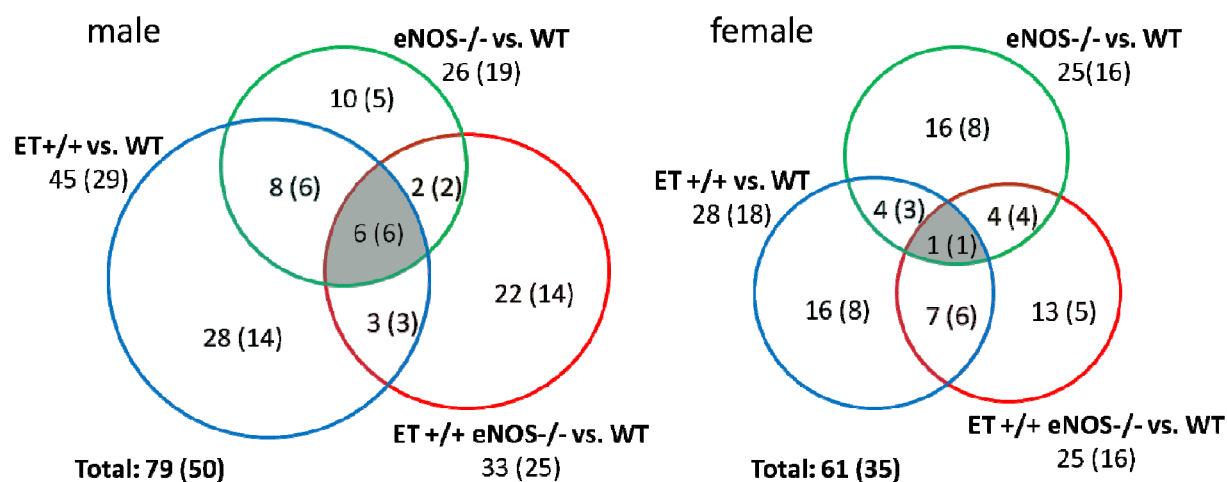 male
eNOS-/- vs. WT
26 (19)
10 (5)
ET+/+ vs. WT
45 (29)
8 (6)
2 (2)
6 (6)
22 (14)
3 (3)
28 (14)
ET +/+ eNOS-/- vs. WT
33 (25)
Total: 79 (50)
female
eNOS-/- vs. WT
25(16)
16 (8)
ET +/+ vs. WT
28 (18)
4 (3)
4 (4)
1 (1)
16 (8)
7 (6)
13 (5)
ET +/+ eNOS-/- vs. WT
25 (16)
Total: 61 (35)